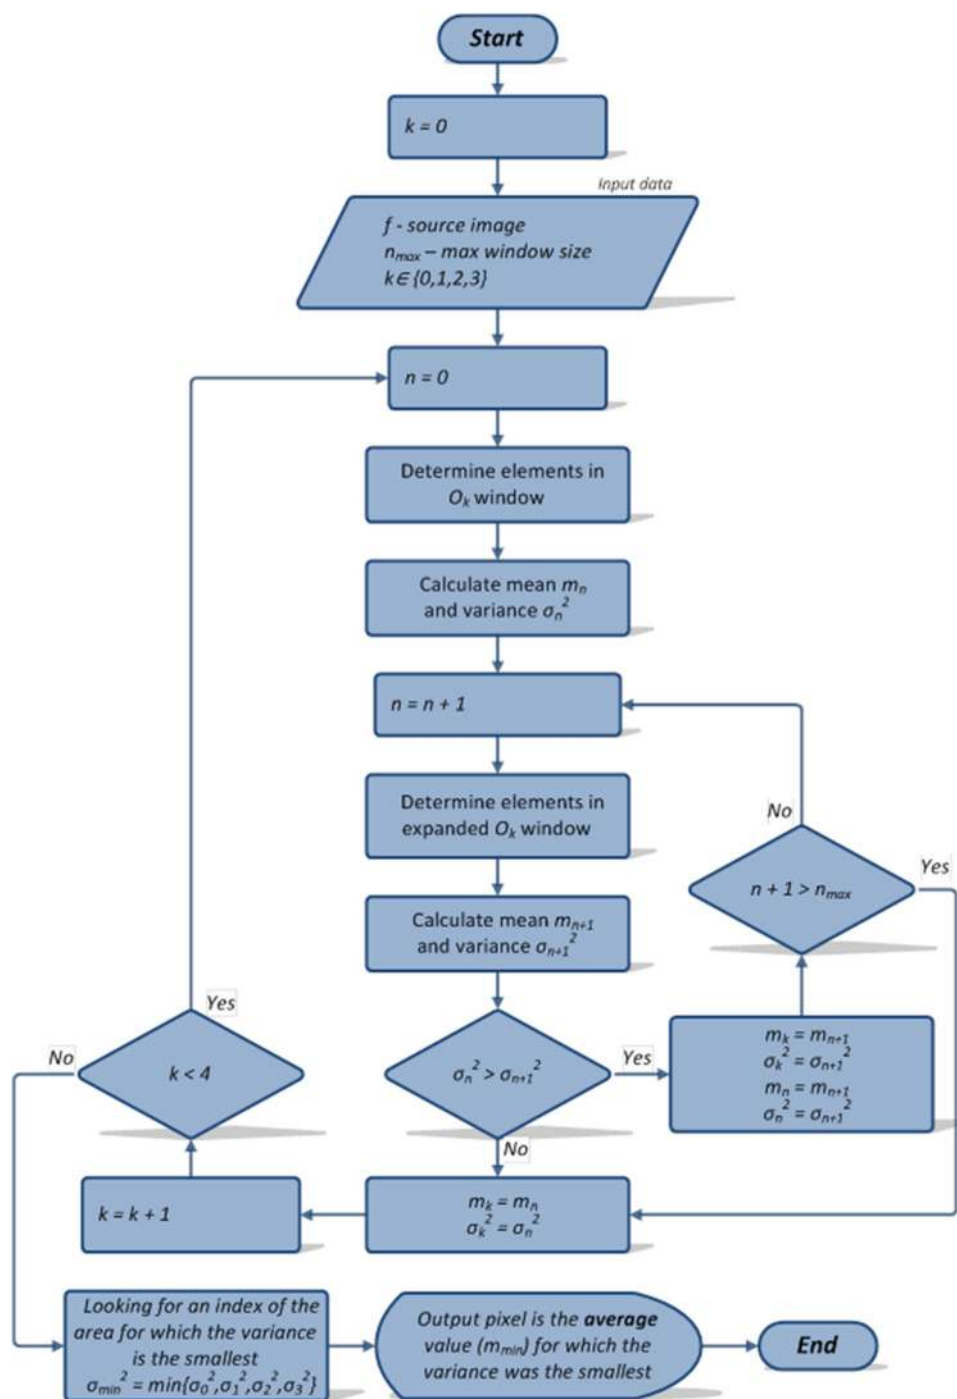 Start
k = 0
Input data
f - source image
nₘₐₓ – max window size
k∈{0,1,2,3}
n = 0
Determine elements in
Oₖ window
Calculate mean mₙ
and variance σₙ²
n = n + 1
Determine elements in
expanded Oₖ window
No
n + 1 > nₘₐₓ
Yes
Calculate mean mₙ₊₁
and variance σₙ₊₁²
Yes
No
k < 4
σₙ² > σₙ₊₁²
Yes
mₖ = mₙ₊₁
σₖ² = σₙ₊₁²
mₙ = mₙ₊₁
σₙ² = σₙ₊₁²
No
k = k + 1
mₖ = mₙ
σₖ² = σₙ²
Looking for an index of the
area for which the variance
is the smallest
σₘᵢₙ² = min{σ₀²,σ₁²,σ₂²,σ₃²}
Output pixel is the average
value (mₘᵢₙ) for which the
variance was the smallest
End